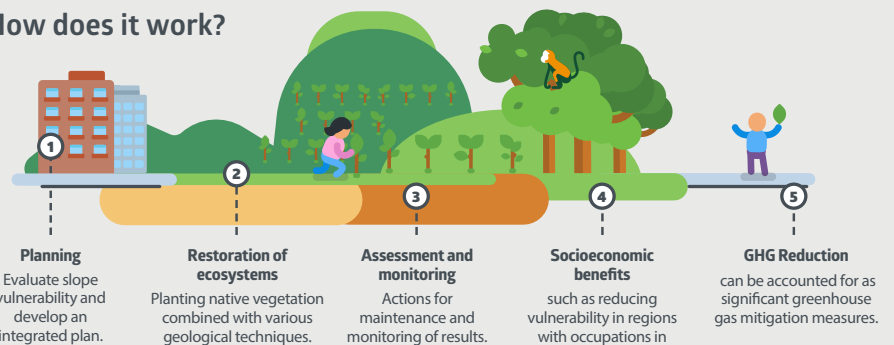 How does it work?
1
2
3
4
5
Planning
Evaluate slope
vulnerability and
develop an
integrated plan.
Restoration of
ecosystems
Planting native vegetation
combined with various
geological techniques.
Assessment and
monitoring
Actions for
maintenance and
monitoring of results.
Socioeconomic
benefits
such as reducing
vulnerability in regions
with occupations in
GHG Reduction
can be accounted for as
significant greenhouse
gas mitigation measures.